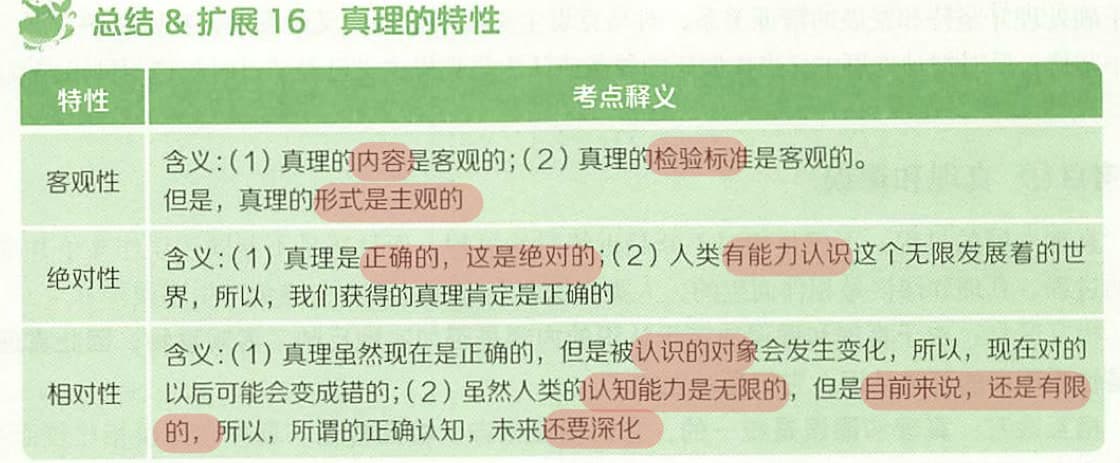 总结 & 扩展 16 真理的特性
特性
考点释义
客观性
含义：（1）真理的内容是客观的；（2）真理的检验标准是客观的。
但是，真理的形式是主观的
绝对性
含义：（1）真理是正确的，这是绝对的；（2）人类有能力认识这个无限发展着的世
界，所以，我们获得的真理肯定是正确的
相对性
含义：（1）真理虽然现在是正确的，但是被认识的对象会发生变化，所以，现在对的
以后可能会变成错的；（2）虽然人类的认知能力是无限的，但是目前来说，还是有限
的，所以，所谓的正确认知，未来还要深化